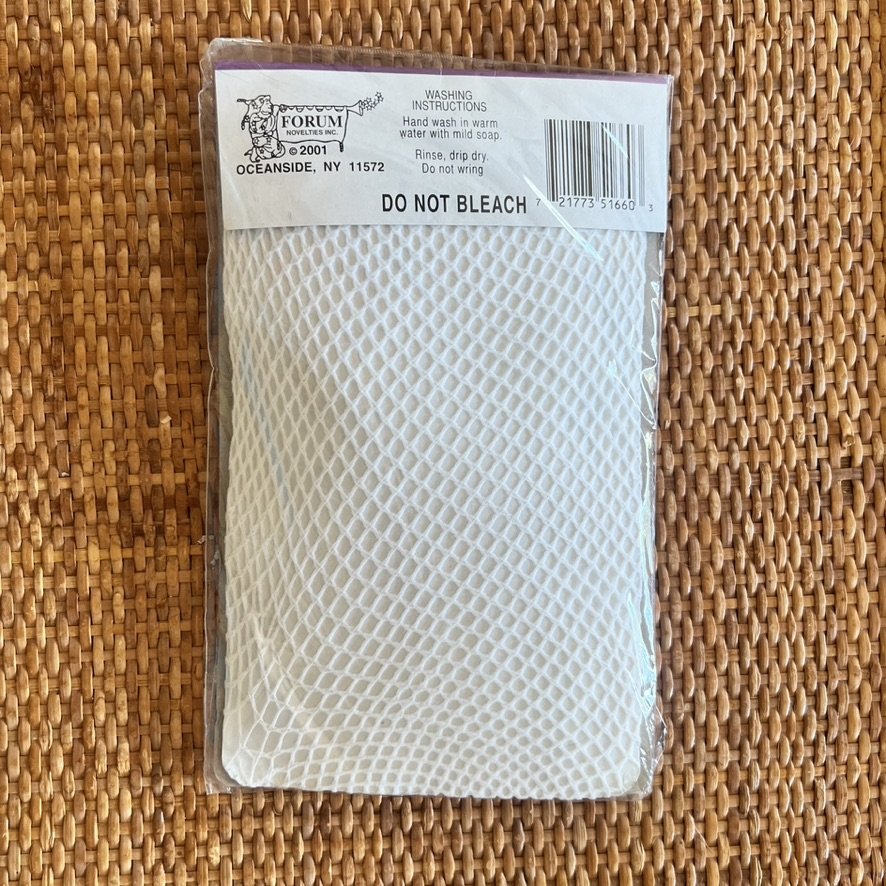 FORUM
NOVELTIES INC.
© 2001
OCEANSIDE, NY 11572
WASHING
INSTRUCTIONS
Hand wash in warm
water with mild soap.
Rinse, drip dry.
Do not wring
DO NOT BLEACH
7 21773 51660 3